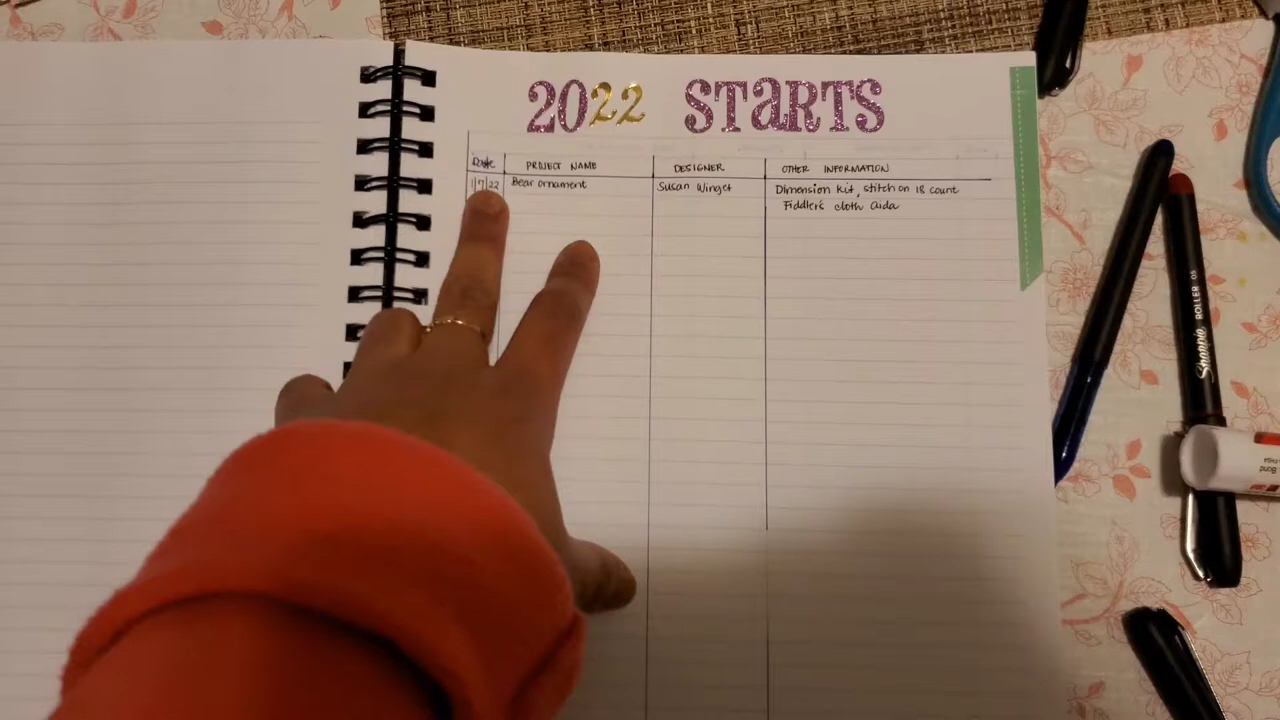 2022 STARTS
Date PROJECT NAME DESIGNER OTHER INFORMATION
1/7/22 Bear ornament Susan Winget Dimension kit, stitch on 18 count
Fiddler's cloth aida
Sharpie ROLLER 05